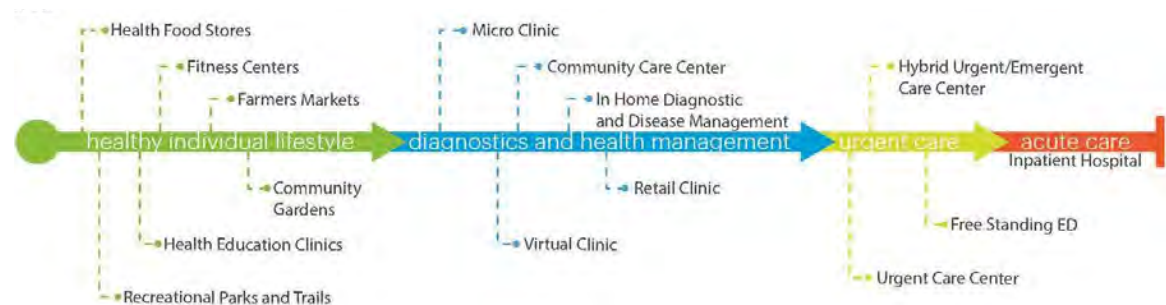 Health Food Stores
Micro Clinic
Fitness Centers
Community Care Center
Hybrid Urgent/Emergent
Care Center
Farmers Markets
In Home Diagnostic
and Disease Management
healthy individual lifestyle
diagnostics and health management
urgent care
acute care
Inpatient Hospital
Community
Gardens
Retail Clinic
Free Standing ED
Health Education Clinics
Virtual Clinic
Urgent Care Center
Recreational Parks and Trails